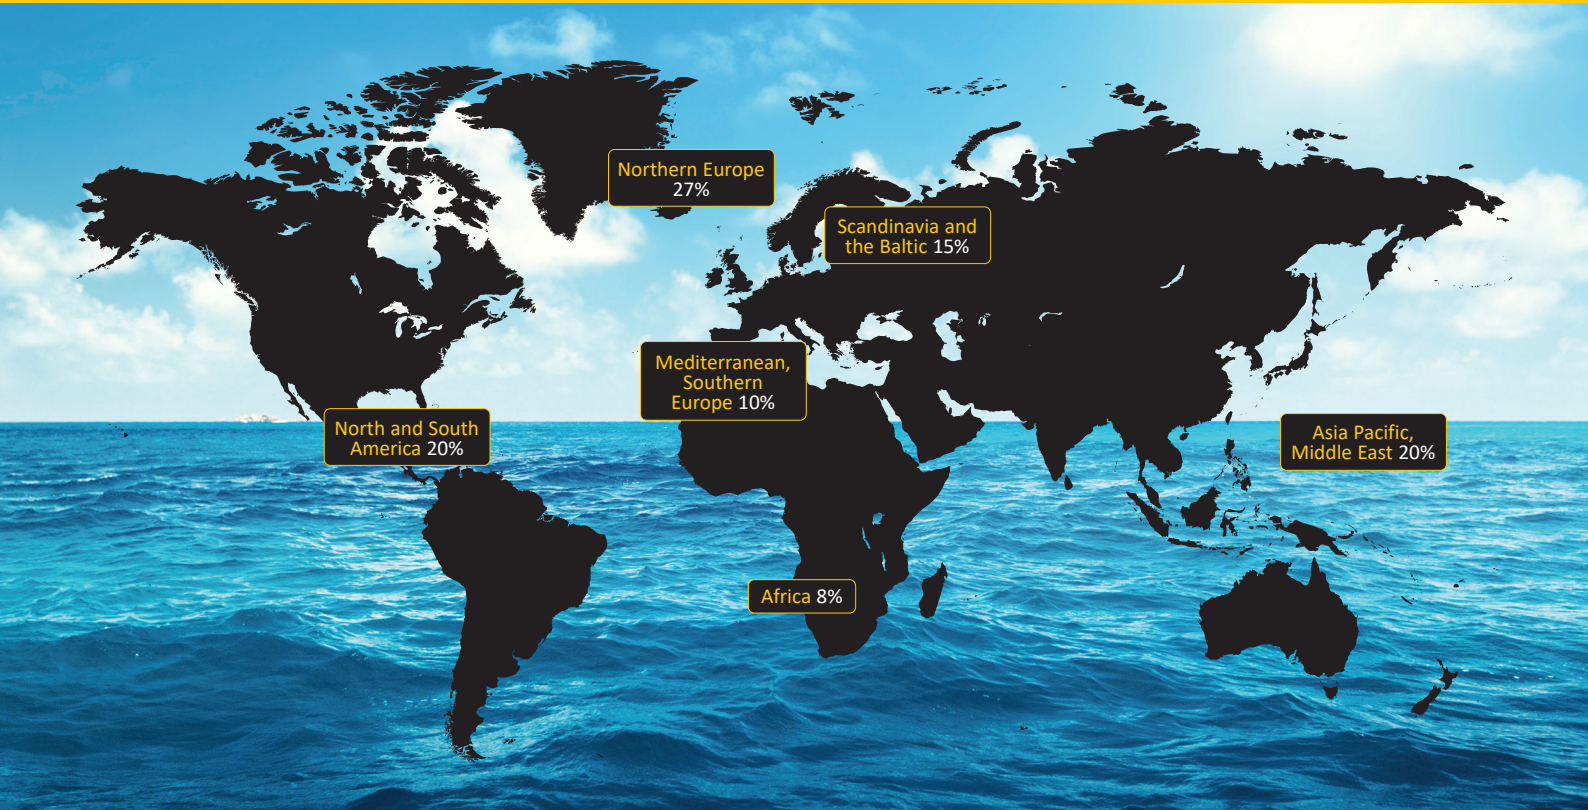 Northern Europe
27%
Scandinavia and
the Baltic 15%
Mediterranean,
Southern
Europe 10%
North and South
America 20%
Asia Pacific,
Middle East 20%
Africa 8%